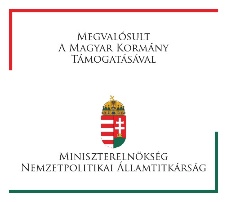 Megvalósult
A Magyar Kormány
Támogatásával
Miniszterelnökség
Nemzetpolitikai Államtitkárság